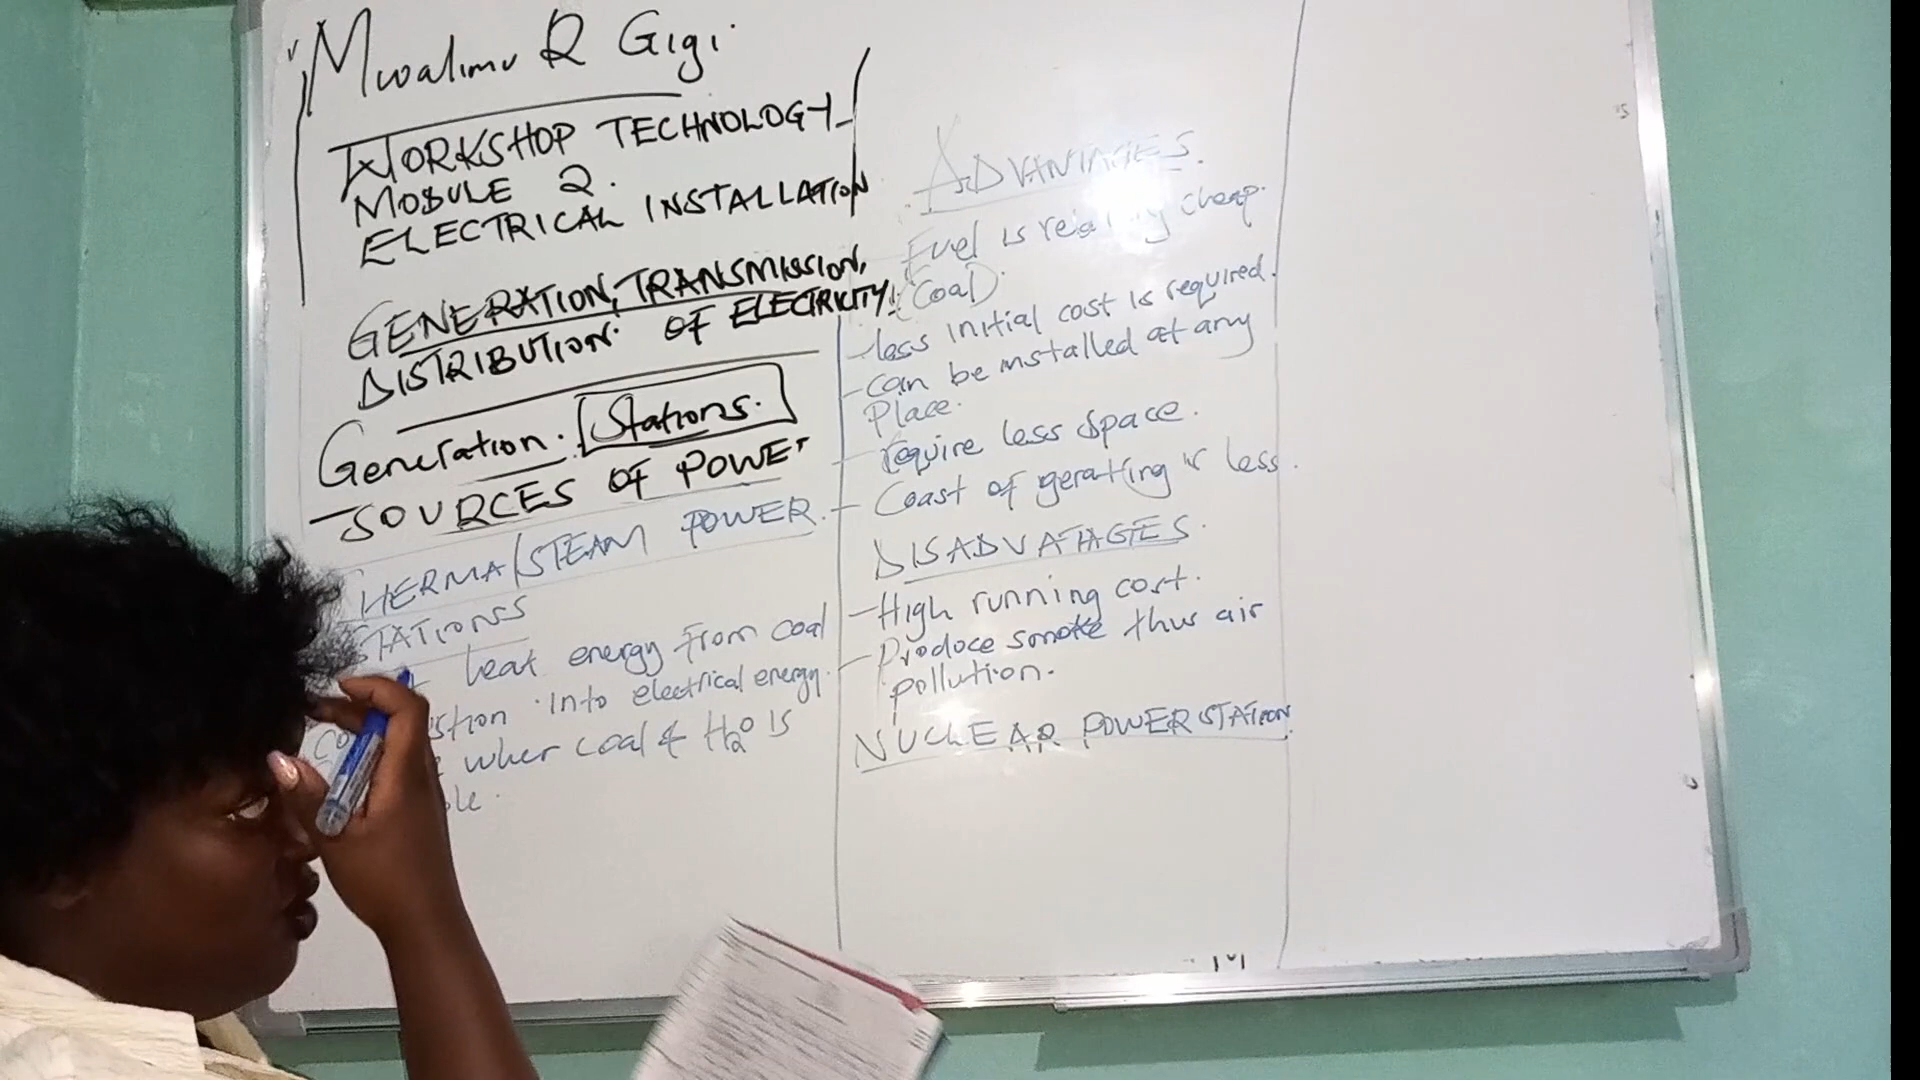 Mwalimu R Gigi
WORKSHOP TECHNOLOGY
MODULE 2.
ELECTRICAL INSTALLATION
GENERATION, TRANSMISSION,
DISTRIBUTION OF ELECTRICITY.
Generation. Stations.
SOURCES OF POWER
THERMA/STEAM POWER
STATIONS
heat energy from coal
into electrical energy.
wher coal & H₂O is
ADVANTAGES.
Fuel is relatively cheap.
(Coal).
- less initial cost is required.
- can be installed at any
Place.
- require less space.
- Coast of geratting is less.
DISADVATAGES.
- High running cost.
- Produce smoke thus air
pollution.
NUCLEAR POWER STATION